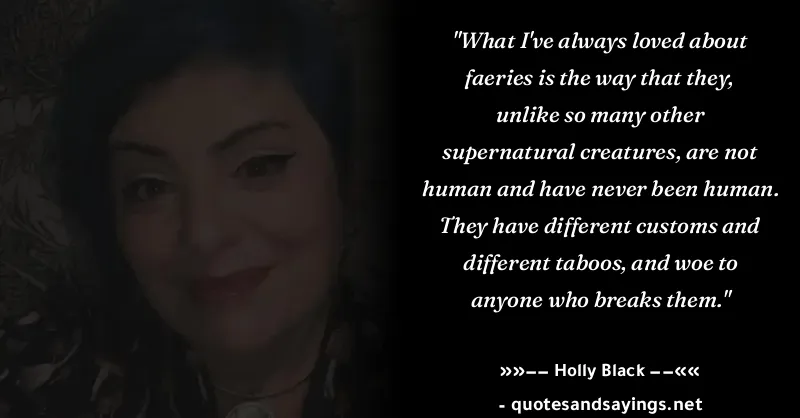 "What I've always loved about
faeries is the way that they,
unlike so many other
supernatural creatures, are not
human and have never been human.
They have different customs and
different taboos, and woe to
anyone who breaks them."
»»–– Holly Black ––««
- quotesandsayings.net